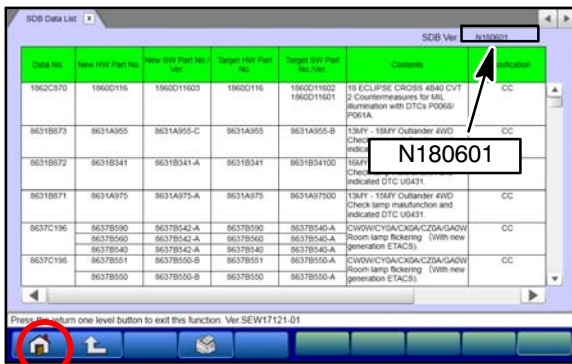 SDB Data List x
SDB Ver. N180601
Data No. New HW Part No. New SW Part No./Ver. Target HW Part No. Target SW Part No./Ver. Contents
1862C870 1860D116 1860D11603 1860D116 1860D11602 18 ECLIPSE CROSS 4B40 CVT CC
1860D11601 2 Countermeasures for MIL
illumination with DTCs P0068/
P061A.
8631B873 8631A955 8631A955-C 8631A955 8631A955-B 13MY - 18MY Outlander 4WD CC
N180601
8631B872 8631B341 8631B341-A 8631B341 8631B34100
indicated DTC U0431.
8631B871 8631A975 8631A975-A 8631A975 8631A97500 13MY - 15MY Outlander 4WD CC
Check lamp malufunction and
indicated DTC U0431.
8637C196 8637B590 8637B542-A 8637B590 8637B540-A CW0W/CY0A/CX0A/CZ0A/GA0W CC
8637B560 8637B542-A 8637B560 8637B540-A Room lamp flickering (With new
8637B540 8637B542-A 8637B540 8637B540-A generation ETACS).
8637C195 8637B551 8637B550-B 8637B551 8637B550-A CW0W/CY0A/CX0A/CZ0A/GA0W CC
Room lamp flickering (With new
8637B550 8637B550-B 8637B550 8637B550-A generation ETACS).
Press the return one level button to exit this function. Ver.SEW17121-01